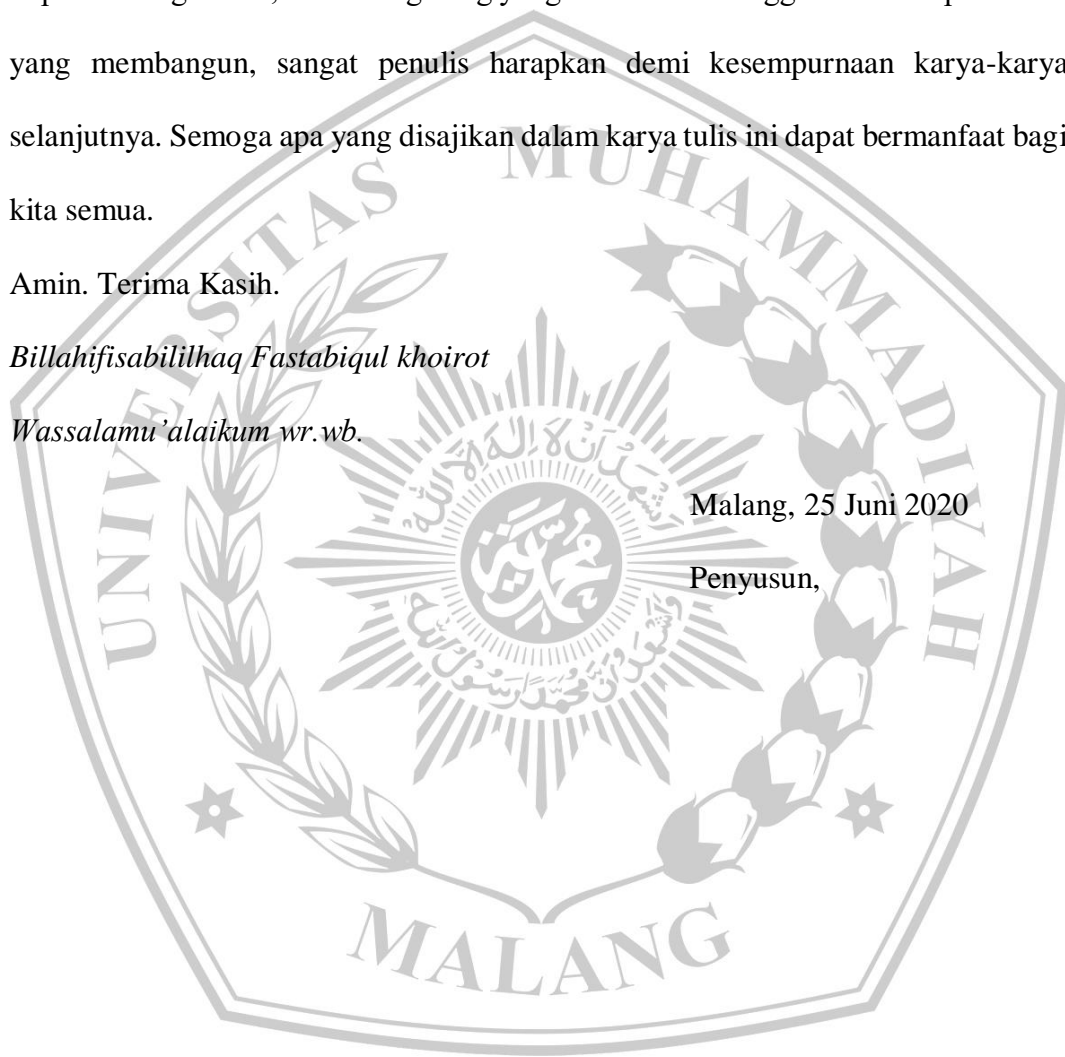 yang membangun, sangat penulis harapkan demi kesempurnaan karya-karya
selanjutnya. Semoga apa yang disajikan dalam karya tulis ini dapat bermanfaat bagi
kita semua.
Amin. Terima Kasih.
Billahifisabililhaq Fastabiqul khoirot
Wassalamu’alaikum wr.wb.
Malang, 25 Juni 2020
Penyusun,
UNIVERSITAS MUHAMMADIYAH
MALANG